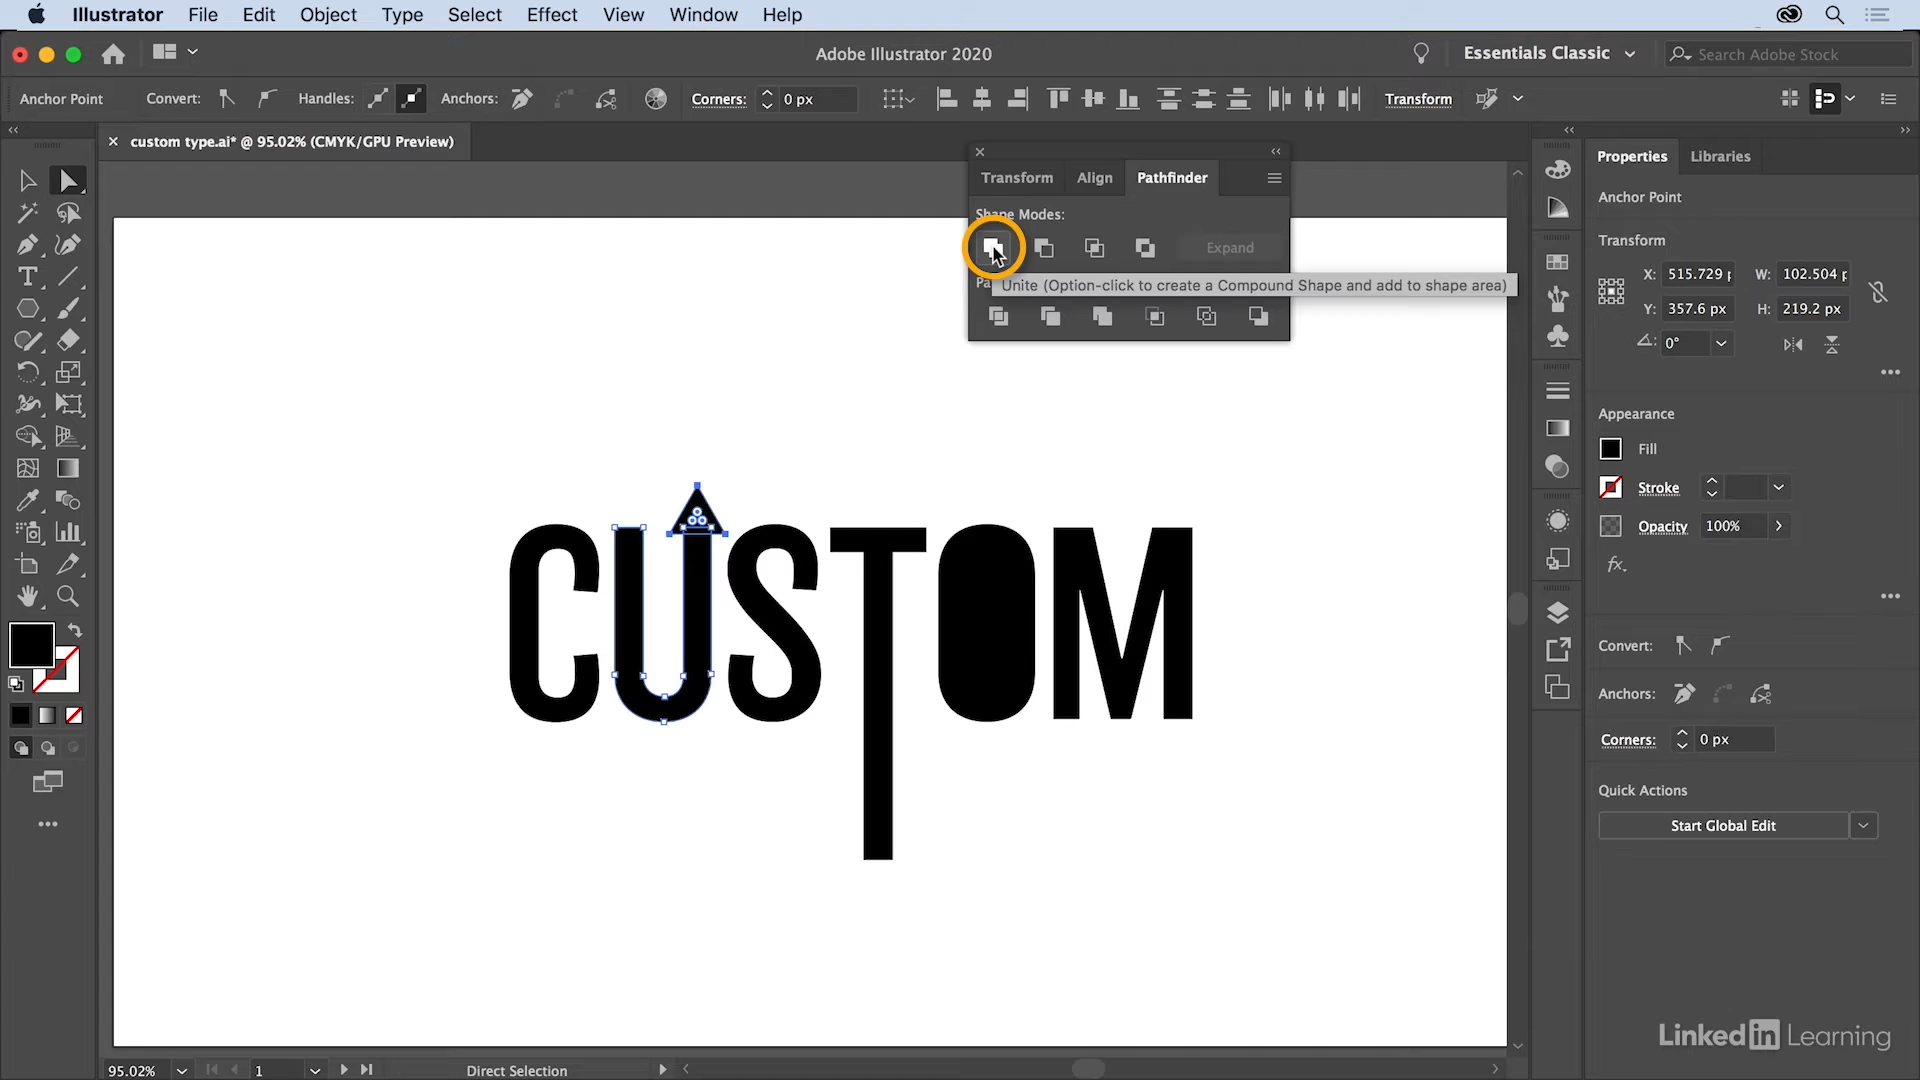 Illustrator File Edit Object Type Select Effect View Window Help
Adobe Illustrator 2020
Essentials Classic
Search Adobe Stock
Anchor Point Convert: Handles: Anchors: Corners: 0 px Transform
custom type.ai* @ 95.02% (CMYK/GPU Preview)
Transform Align Pathfinder
Shape Modes:
Expand
Unite (Option-click to create a Compound Shape and add to shape area)
CUSTOM
Properties Libraries
Anchor Point
Transform
X: 515.729 W: 102.504
Y: 357.6 px H: 219.2 px
0°
Appearance
Fill
Stroke
Opacity 100%
fx.
Convert:
Anchors:
Corners: 0 px
Quick Actions
Start Global Edit
LinkedIn Learning
95.02% 1 Direct Selection